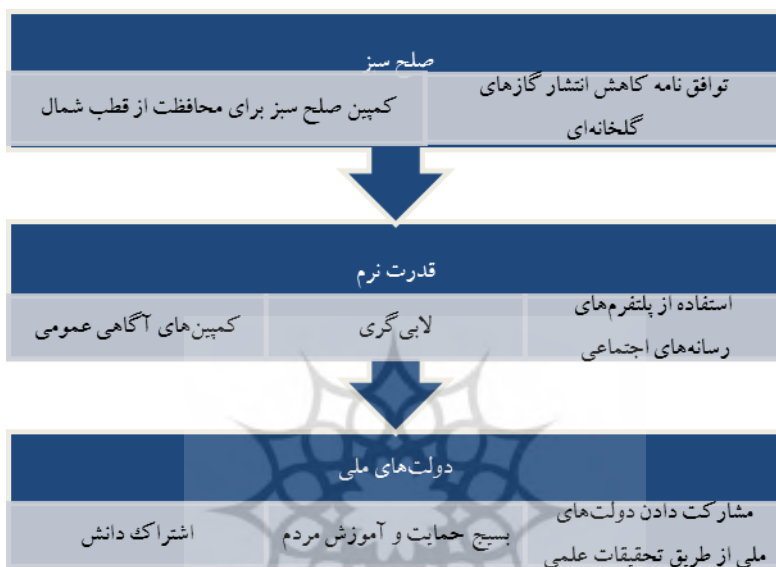 صلح سبز
توافق نامه کاهش انتشار گازهای
گلخانه‌ای
کمپین صلح سبز برای محافظت از قطب شمال
قدرت نرم
استفاده از پلتفرم‌های
رسانه‌های اجتماعی
لابی‌گری
کمپین‌های آگاهی عمومی
دولت‌های ملی
مشارکت دادن دولت‌های
ملی از طریق تحقیقات علمی
بسیج حمایت و آموزش مردم
اشتراک دانش